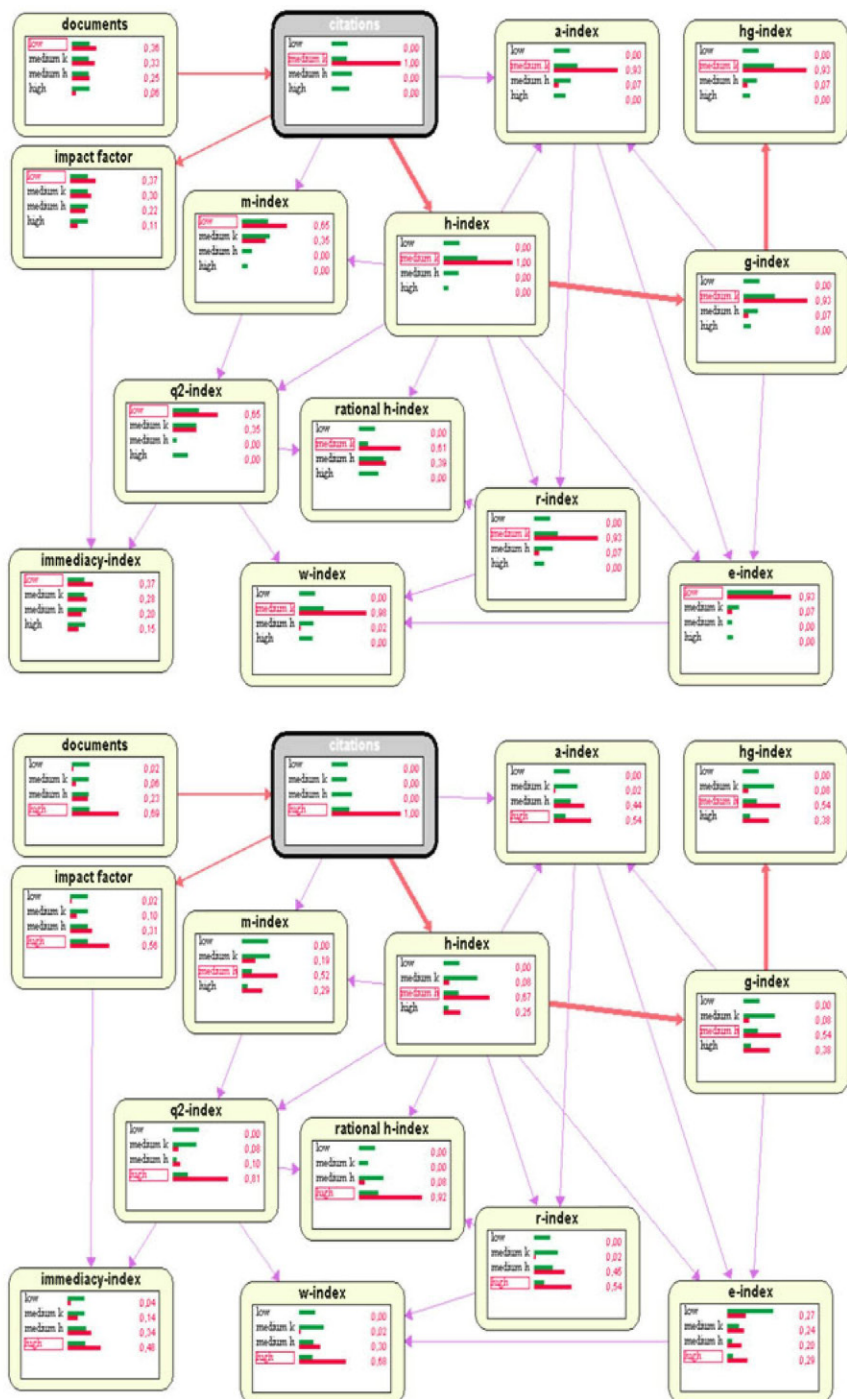 documents
low 0,36
medium k 0,33
medium h 0,25
high 0,06
citations
low 0,00
medium k 1,00
medium h 0,00
high 0,00
a-index
low 0,00
medium k 0,93
medium h 0,07
high 0,00
hg-index
low 0,00
medium k 0,93
medium h 0,07
high 0,00
impact factor
low 0,37
medium k 0,30
medium h 0,22
high 0,11
m-index
low 0,65
medium k 0,35
medium h 0,00
high 0,00
h-index
low 0,00
medium k 1,00
medium h 0,00
high 0,00
g-index
low 0,00
medium k 0,93
medium h 0,07
high 0,00
q2-index
low 0,65
medium k 0,35
medium h 0,00
high 0,00
rational h-index
low 0,00
medium k 0,61
medium h 0,39
high 0,00
r-index
low 0,00
medium k 0,93
medium h 0,07
high 0,00
immediacy-index
low 0,37
medium k 0,28
medium h 0,20
high 0,15
w-index
low 0,00
medium k 0,98
medium h 0,02
high 0,00
e-index
low 0,93
medium k 0,07
medium h 0,00
high 0,00
documents
low 0,02
medium k 0,06
medium h 0,23
high 0,69
citations
low 0,00
medium k 0,00
medium h 0,00
high 1,00
a-index
low 0,00
medium k 0,02
medium h 0,44
high 0,54
hg-index
low 0,00
medium k 0,08
medium h 0,54
high 0,38
impact factor
low 0,02
medium k 0,10
medium h 0,31
high 0,56
m-index
low 0,00
medium k 0,19
medium h 0,52
high 0,29
h-index
low 0,00
medium k 0,08
medium h 0,67
high 0,25
g-index
low 0,00
medium k 0,08
medium h 0,54
high 0,38
q2-index
low 0,00
medium k 0,08
medium h 0,10
high 0,81
rational h-index
low 0,00
medium k 0,00
medium h 0,08
high 0,92
r-index
low 0,00
medium k 0,02
medium h 0,45
high 0,54
immediacy-index
low 0,04
medium k 0,14
medium h 0,34
high 0,48
w-index
low 0,00
medium k 0,02
medium h 0,30
high 0,68
e-index
low 0,27
medium k 0,24
medium h 0,20
high 0,29